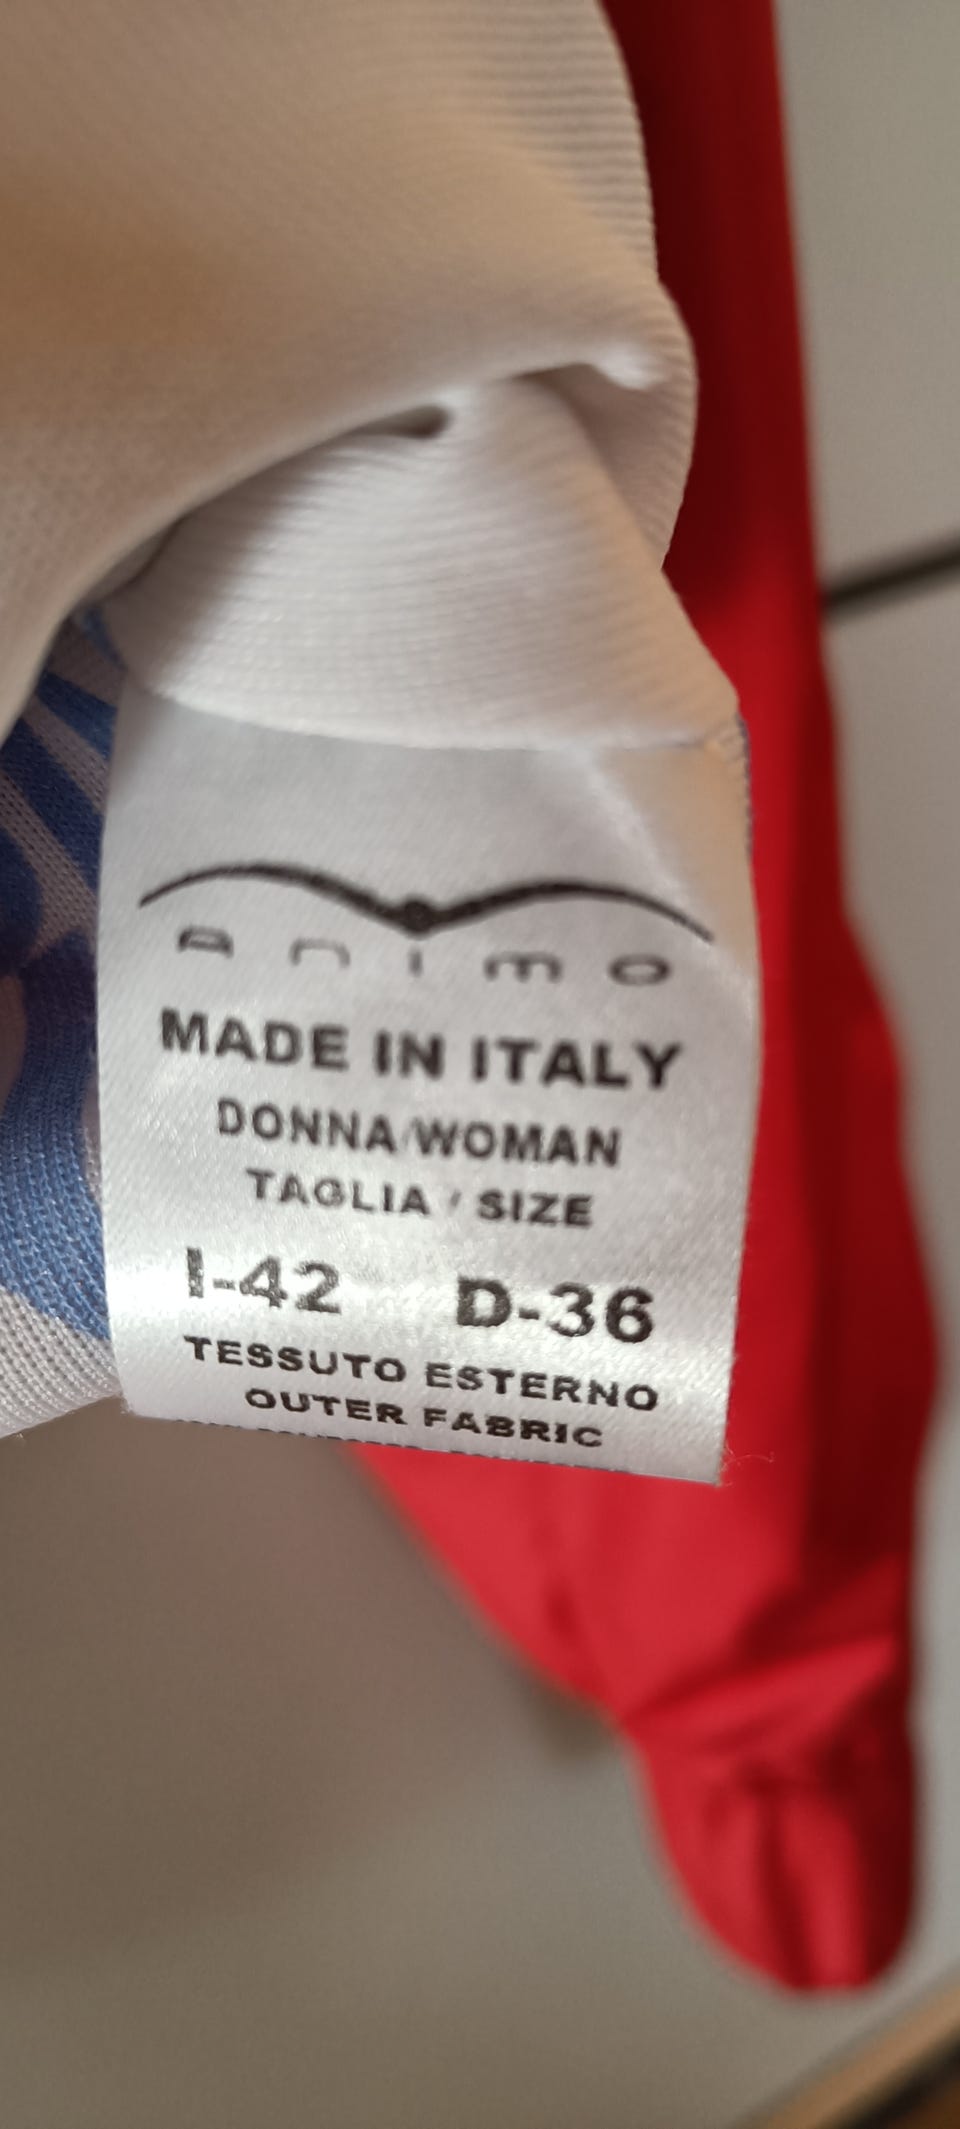 Animo
MADE IN ITALY
DONNA/WOMAN
TAGLIA / SIZE
I-42 D-36
TESSUTO ESTERNO
OUTER FABRIC